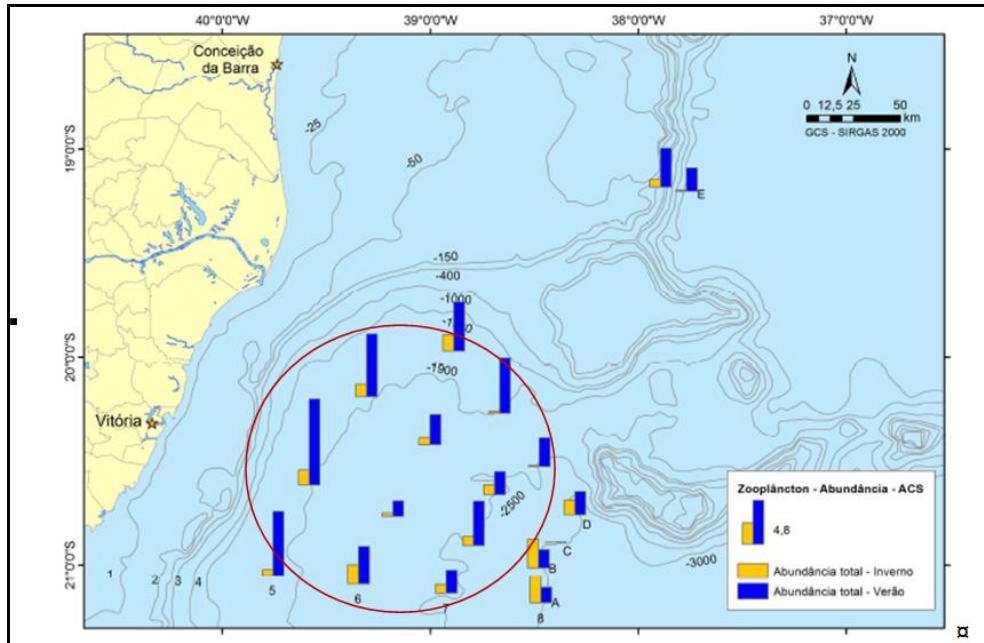 40°0'0"W 39°0'0"W 38°0'0"W 37°0'0"W
Conceição
da Barra
N
0 12,5 25 50
km
GCS - SIRGAS 2000
-25
-50
19°0'0"S
E
-150
-400
-1000
20°0'0"S
-1900
Vitória
-2500
D
C
-3000
B
A
21°0'0"S
1 2 3 4 5 6 7 8
Zooplâncton - Abundância - ACS
4,8
Abundância total - Inverno
Abundância total - Verão
¤